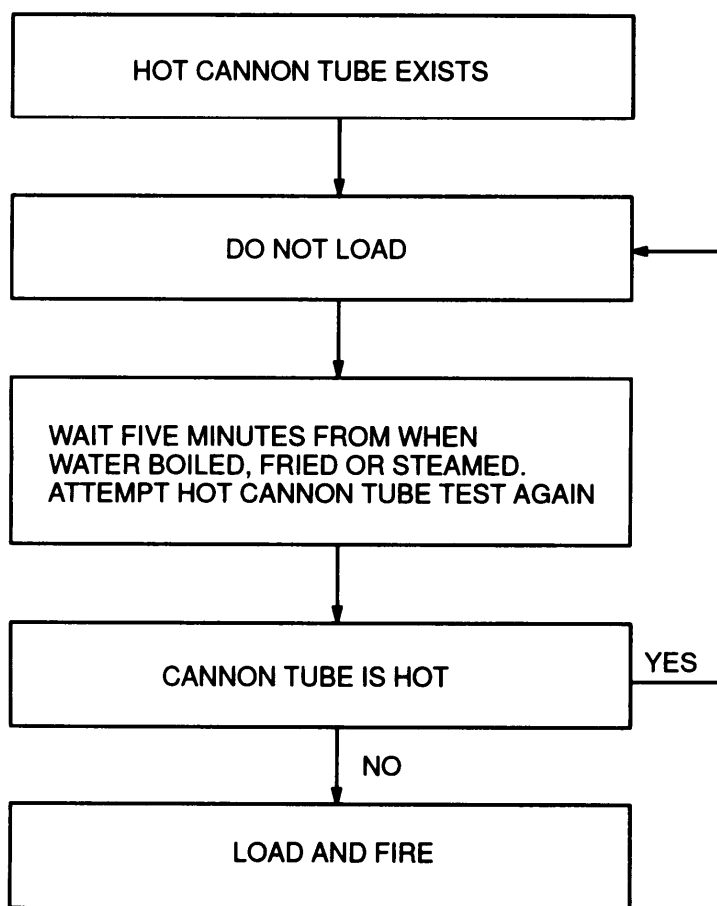 HOT CANNON TUBE EXISTS
DO NOT LOAD
WAIT FIVE MINUTES FROM WHEN
WATER BOILED, FRIED OR STEAMED.
ATTEMPT HOT CANNON TUBE TEST AGAIN
CANNON TUBE IS HOT
YES
NO
LOAD AND FIRE